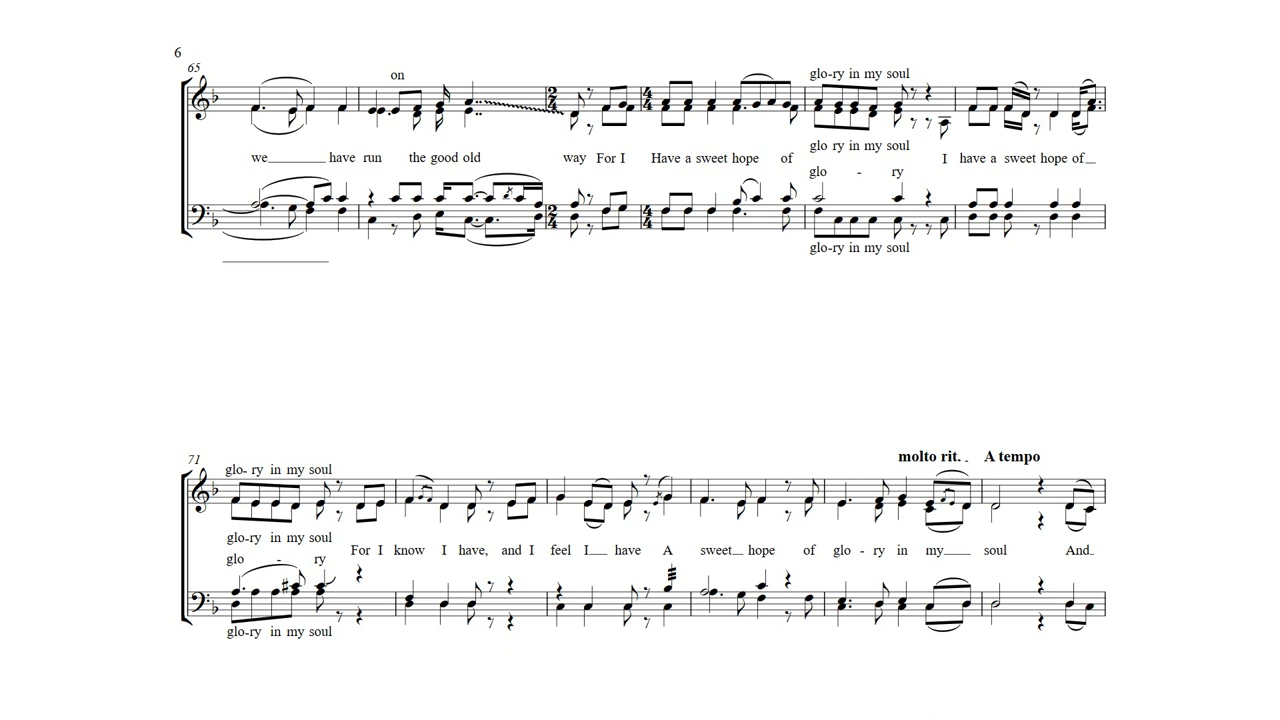 6
65
on
glo-ry in my soul
we have run the good old way For I Have a sweet hope of
glo ry in my soul
I have a sweet hope of
glo - ry
glo-ry in my soul
molto rit. A tempo
71
glo- ry in my soul
glo-ry in my soul
For I know I have, and I feel I have A sweet hope of glo - ry in my soul And
glo - ry
glo-ry in my soul